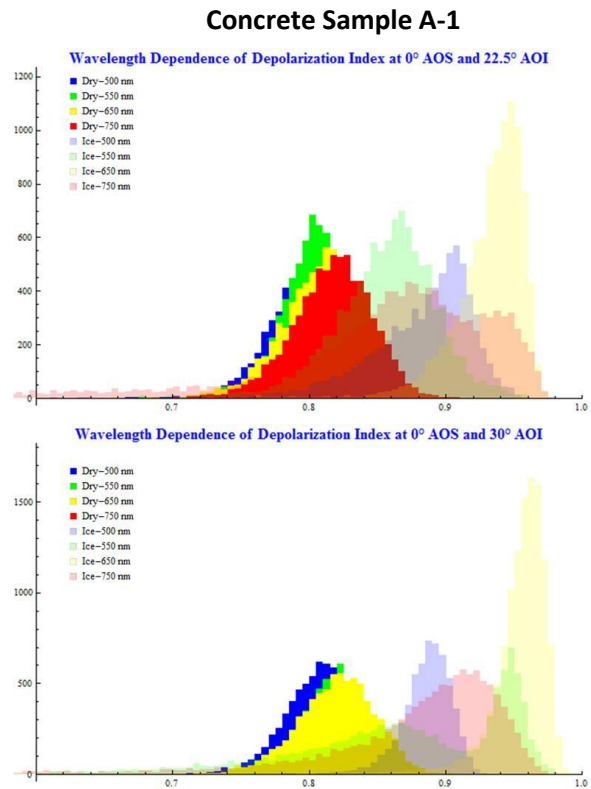 Concrete Sample A-1
Wavelength Dependence of Depolarization Index at 0° AOS and 22.5° AOI
1200
1000
800
600
400
200
0
Dry−500 nm
Dry−550 nm
Dry−650 nm
Dry−750 nm
Ice−500 nm
Ice−550 nm
Ice−650 nm
Ice−750 nm
0.7 0.8 0.9 1.0
Wavelength Dependence of Depolarization Index at 0° AOS and 30° AOI
1500
1000
500
0
Dry−500 nm
Dry−550 nm
Dry−650 nm
Dry−750 nm
Ice−500 nm
Ice−550 nm
Ice−650 nm
Ice−750 nm
0.7 0.8 0.9 1.0